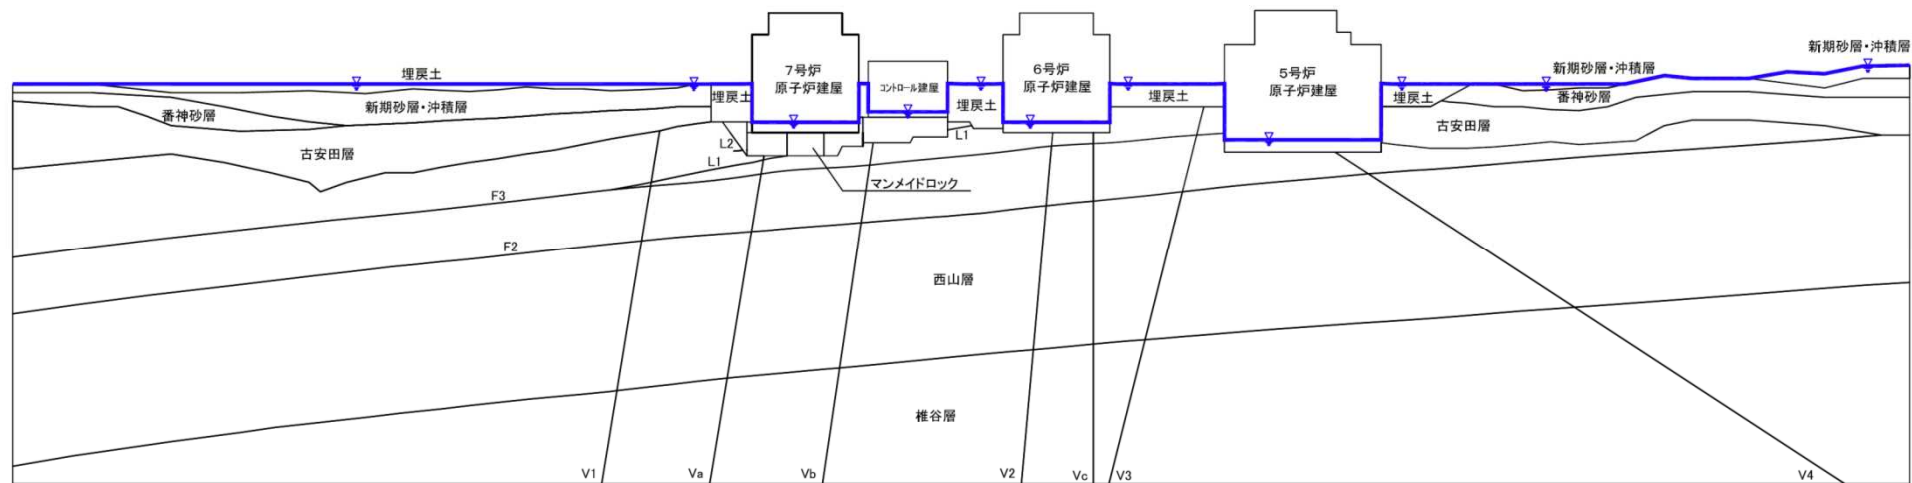 新期砂層・沖積層
埋戻土
新期砂層・沖積層
7号炉
原子炉建屋
コントロール建屋
6号炉
原子炉建屋
5号炉
原子炉建屋
埋戻土
埋戻土
埋戻土
埋戻土
番神砂層
新期砂層・沖積層
番神砂層
古安田層
古安田層
L2
L1
L1
マンメイドロック
F3
F2
西山層
椎谷層
V1
Va
Vb
V2
Vc
V3
V4